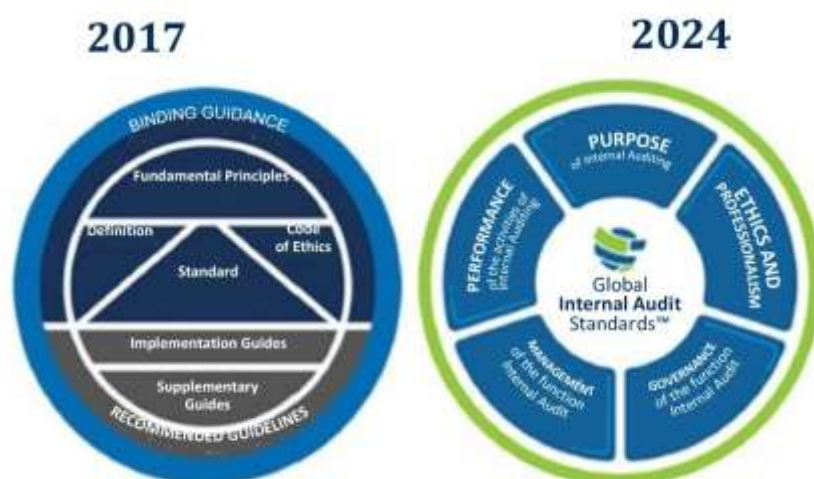 2017
2024
BINDING GUIDANCE
Fundamental Principles
Definition
Code
of Ethics
Standard
Implementation Guides
Supplementary
Guides
RECOMMENDED GUIDELINES
PURPOSE
of Internal Auditing
ETHICS AND
PROFESSIONALISM
GOVERNANCE
of the function
Internal Audit
MANAGEMENT
of the function
Internal Audit
PERFORMANCE
of the activities of
Internal Auditing
Global
Internal Audit
Standards™